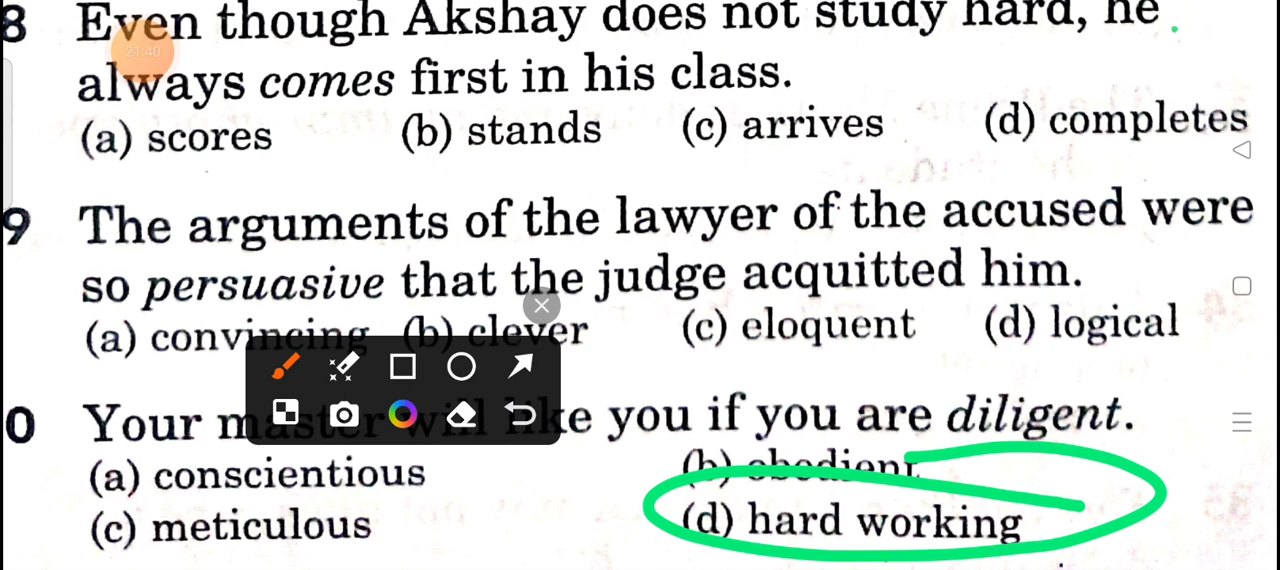 8 Even though Akshay does not study hard, he
21:40
always comes first in his class.
(a) scores (b) stands (c) arrives (d) completes
9 The arguments of the lawyer of the accused were
so persuasive that the judge acquitted him.
(a) convincing (b) clever (c) eloquent (d) logical
0 Your master will like you if you are diligent.
(a) conscientious (b) obedient
(c) meticulous (d) hard working